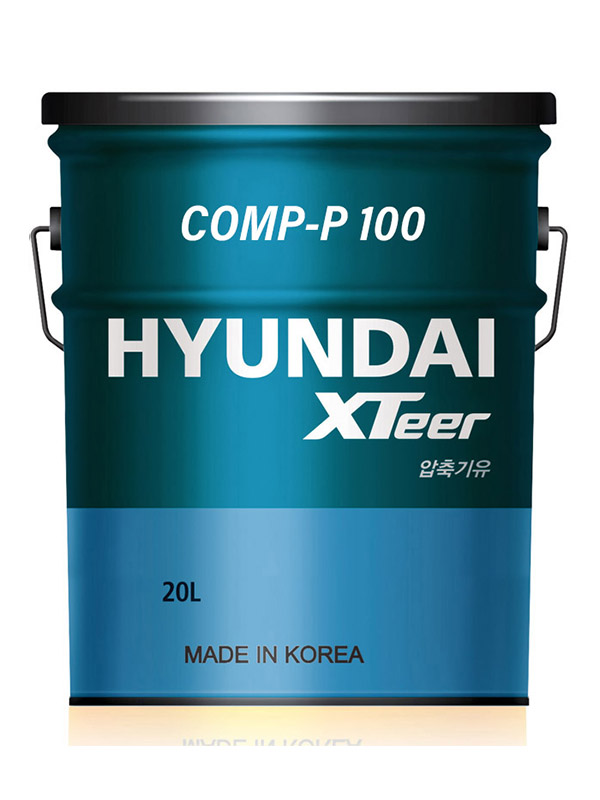 COMP-P 100
HYUNDAI
XTeer
압축기유
20L
MADE IN KOREA